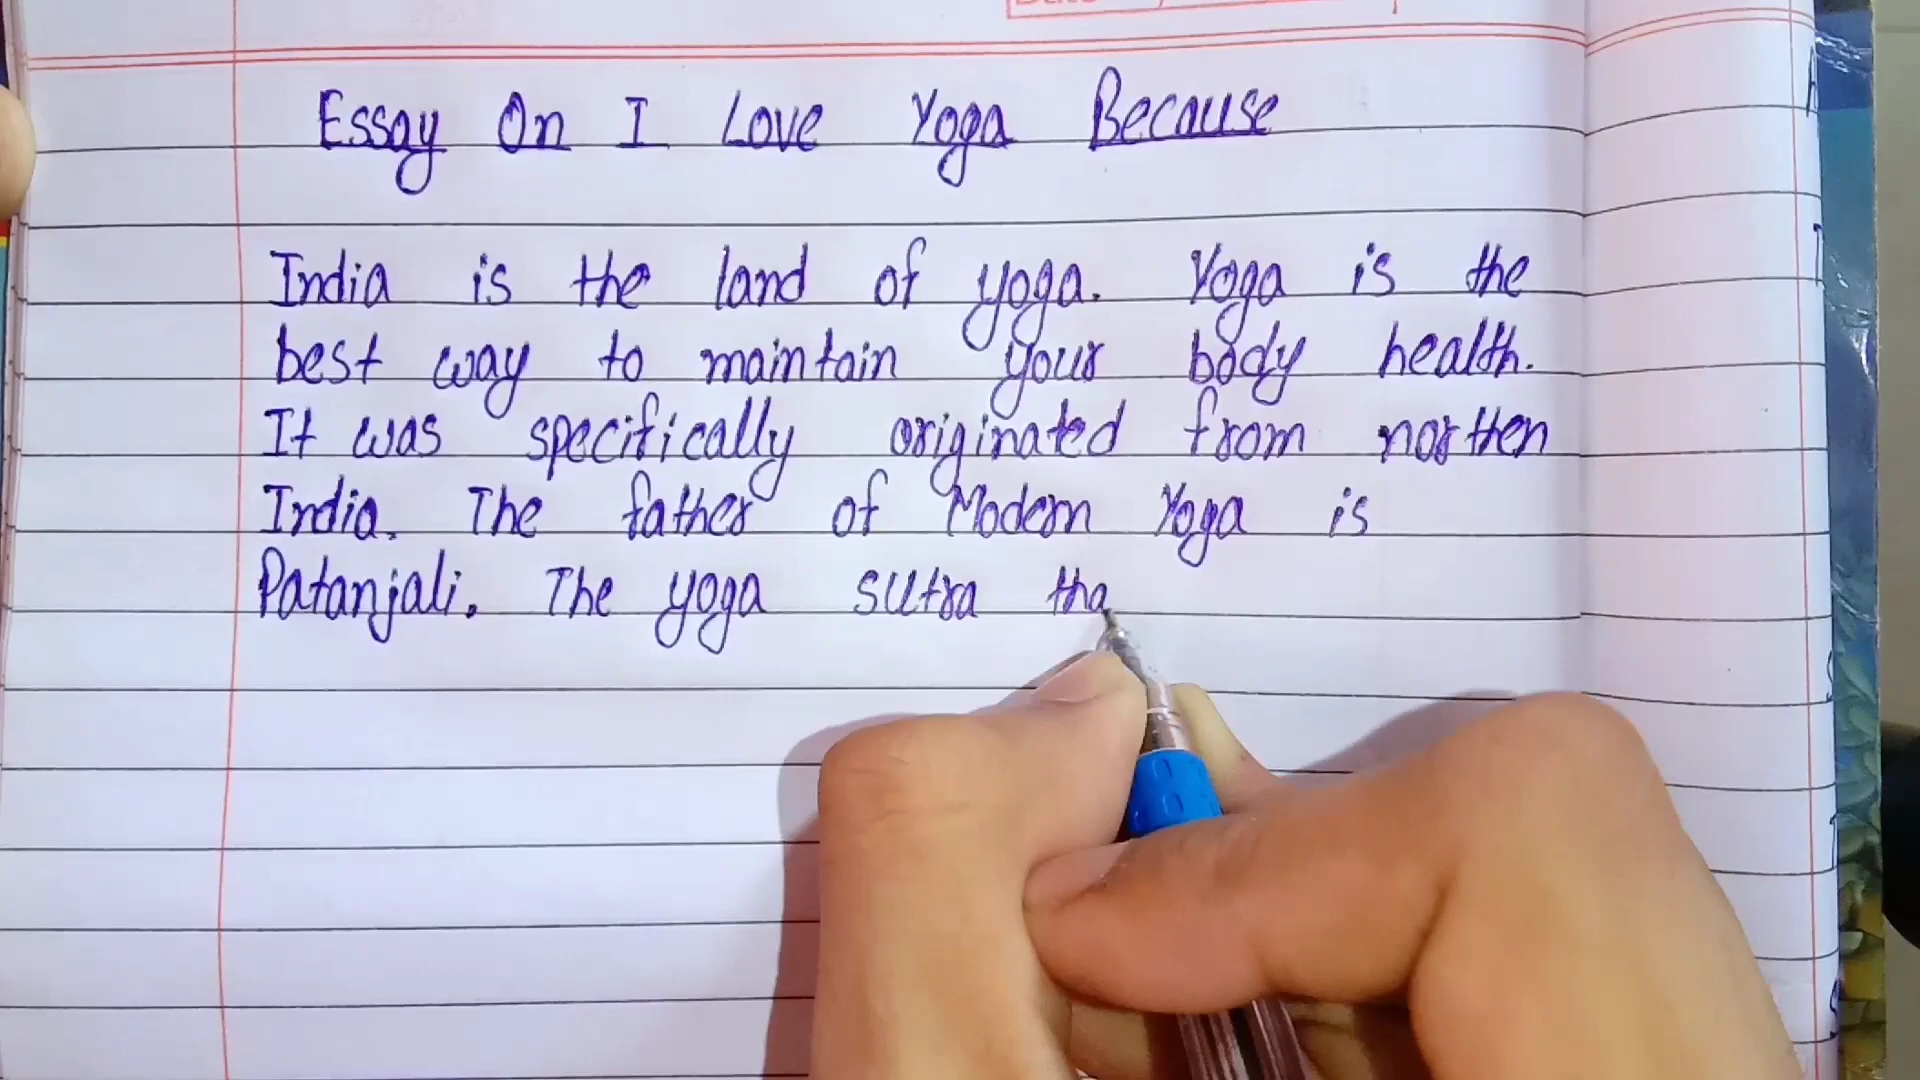 Essay On I Love Yoga Because
India is the land of yoga. Yoga is the
best way to maintain your body health.
It was specifically originated from northen
India. The father of Modern Yoga is
Patanjali. The yoga sutra tha